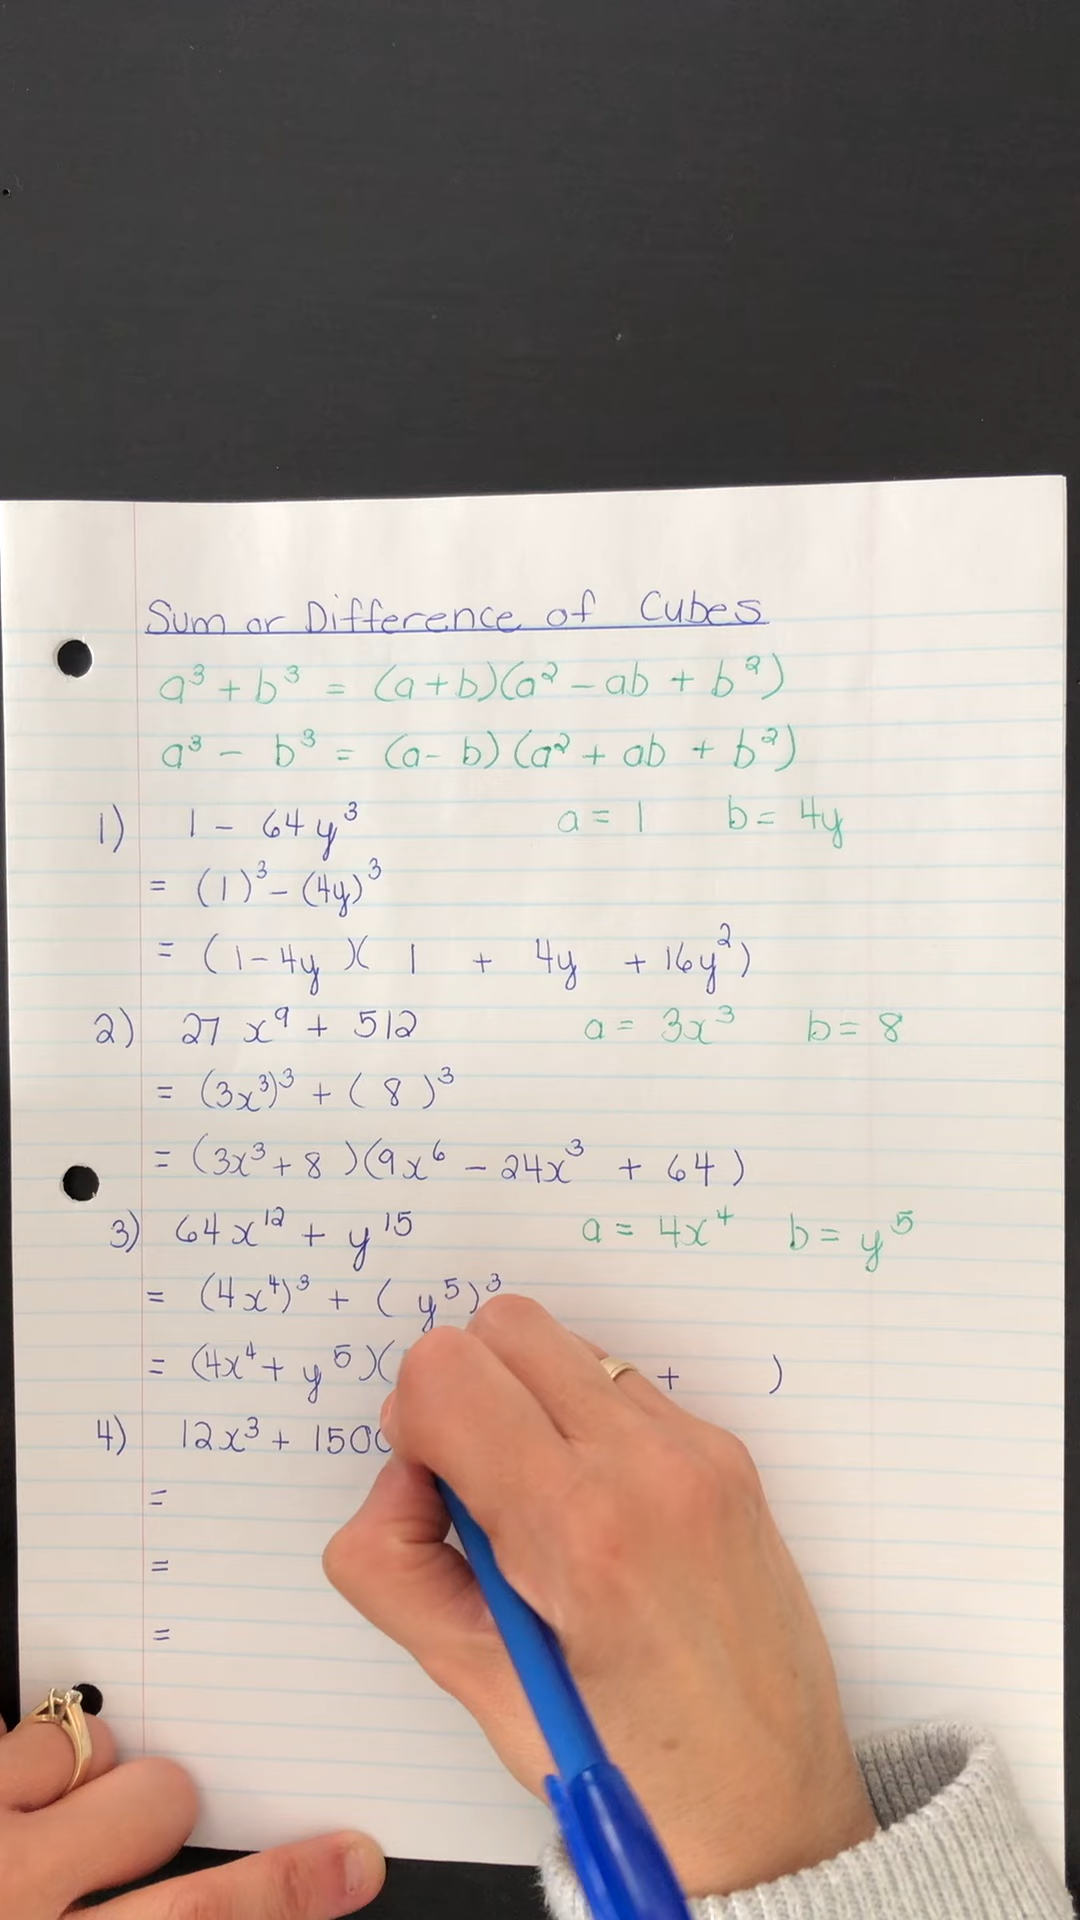 Sum or Difference of Cubes
a³ + b³ = (a+b)(a² - ab + b²)
a³ - b³ = (a-b)(a² + ab + b²)
1) 1 - 64y³ a = 1 b = 4y
= (1)³ - (4y)³
= (1-4y)(1 + 4y + 16y²)
2) 27x⁹ + 512 a = 3x³ b = 8
= (3x³)³ + (8)³
= (3x³+8)(9x⁶ - 24x³ + 64)
3) 64x¹² + y¹⁵ a = 4x⁴ b = y⁵
= (4x⁴)³ + (y⁵)³
= (4x⁴ + y⁵)( + )
4) 12x³ + 150
=
=
=